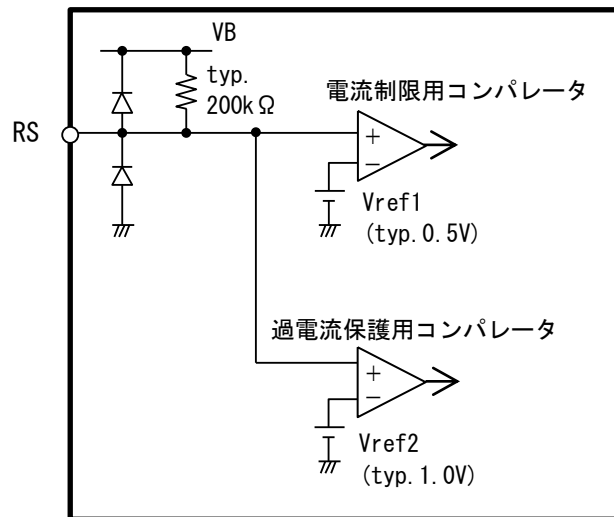 VB
typ.
200kΩ
RS
電流制限用コンパレータ
+
−
Vref1
(typ.0.5V)
過電流保護用コンパレータ
+
−
Vref2
(typ.1.0V)